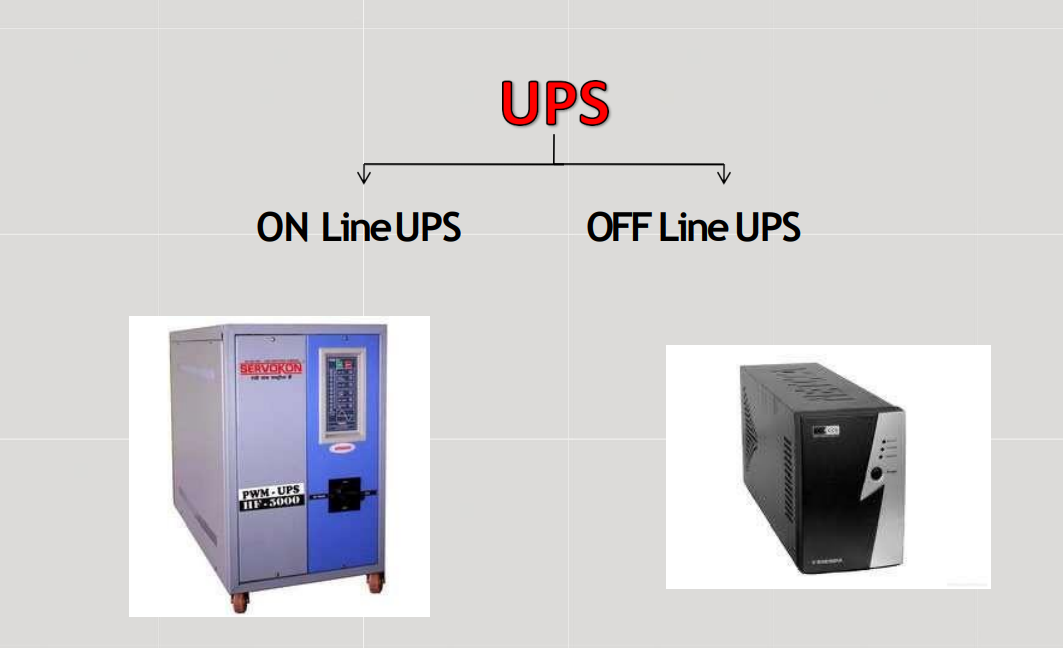 UPS
ON Line UPS
OFF Line UPS
SERVOKON
PWM - UPS
HF - 5000